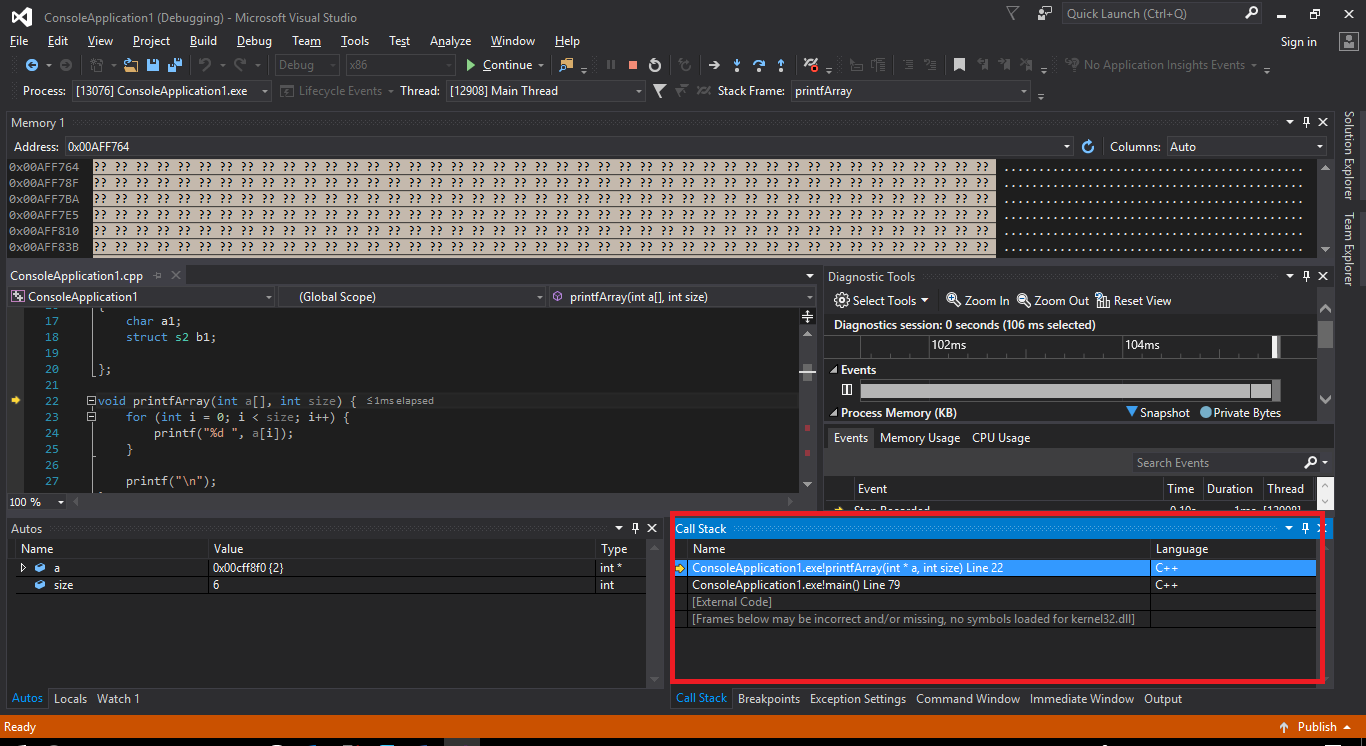 ConsoleApplication1 (Debugging) - Microsoft Visual Studio
Quick Launch (Ctrl+Q)
File Edit View Project Build Debug Team Tools Test Analyze Window Help
Sign in
Debug x86 Continue No Application Insights Events
Process: [13076] ConsoleApplication1.exe Lifecycle Events Thread: [12908] Main Thread Stack Frame: printfArray
Memory 1
Address: 0x00AFF764 Columns: Auto
0x00AFF764 ?? ?? ?? ?? ?? ?? ?? ?? ?? ?? ?? ?? ?? ?? ?? ?? ?? ?? ?? ?? ?? ?? ?? ?? ?? ?? ?? ?? ?? ?? ?? ?? ?? ?? ?? ?? ?? ?? ?? ?? ?? ?? ?? ...........................................
0x00AFF78F ?? ?? ?? ?? ?? ?? ?? ?? ?? ?? ?? ?? ?? ?? ?? ?? ?? ?? ?? ?? ?? ?? ?? ?? ?? ?? ?? ?? ?? ?? ?? ?? ?? ?? ?? ?? ?? ?? ?? ?? ?? ?? ?? ...........................................
0x00AFF7BA ?? ?? ?? ?? ?? ?? ?? ?? ?? ?? ?? ?? ?? ?? ?? ?? ?? ?? ?? ?? ?? ?? ?? ?? ?? ?? ?? ?? ?? ?? ?? ?? ?? ?? ?? ?? ?? ?? ?? ?? ?? ?? ?? ...........................................
0x00AFF7E5 ?? ?? ?? ?? ?? ?? ?? ?? ?? ?? ?? ?? ?? ?? ?? ?? ?? ?? ?? ?? ?? ?? ?? ?? ?? ?? ?? ?? ?? ?? ?? ?? ?? ?? ?? ?? ?? ?? ?? ?? ?? ?? ?? ...........................................
0x00AFF810 ?? ?? ?? ?? ?? ?? ?? ?? ?? ?? ?? ?? ?? ?? ?? ?? ?? ?? ?? ?? ?? ?? ?? ?? ?? ?? ?? ?? ?? ?? ?? ?? ?? ?? ?? ?? ?? ?? ?? ?? ?? ?? ?? ...........................................
0x00AFF83B ?? ?? ?? ?? ?? ?? ?? ?? ?? ?? ?? ?? ?? ?? ?? ?? ?? ?? ?? ?? ?? ?? ?? ?? ?? ?? ?? ?? ?? ?? ?? ?? ?? ?? ?? ?? ?? ?? ?? ?? ?? ?? ?? ...........................................
Solution Explorer
Team Explorer
ConsoleApplication1.cpp
ConsoleApplication1 (Global Scope) printfArray(int a[], int size)
{
17 char a1;
18 struct s2 b1;
19
20 };
21
22 void printfArray(int a[], int size) { ≤1ms elapsed
23 for (int i = 0; i < size; i++) {
24 printf("%d ", a[i]);
25 }
26
27 printf("\n");
100 %
Diagnostic Tools
Select Tools Zoom In Zoom Out Reset View
Diagnostics session: 0 seconds (106 ms selected)
102ms 104ms
Events
Process Memory (KB) Snapshot Private Bytes
Events Memory Usage CPU Usage
Search Events
Event Time Duration Thread
Autos
Name Value Type
a 0x00cff8f0 {2} int *
size 6 int
Autos Locals Watch 1
Call Stack
Name Language
ConsoleApplication1.exe!printfArray(int * a, int size) Line 22 C++
ConsoleApplication1.exe!main() Line 79 C++
[External Code]
[Frames below may be incorrect and/or missing, no symbols loaded for kernel32.dll]
Call Stack Breakpoints Exception Settings Command Window Immediate Window Output
Ready
Publish